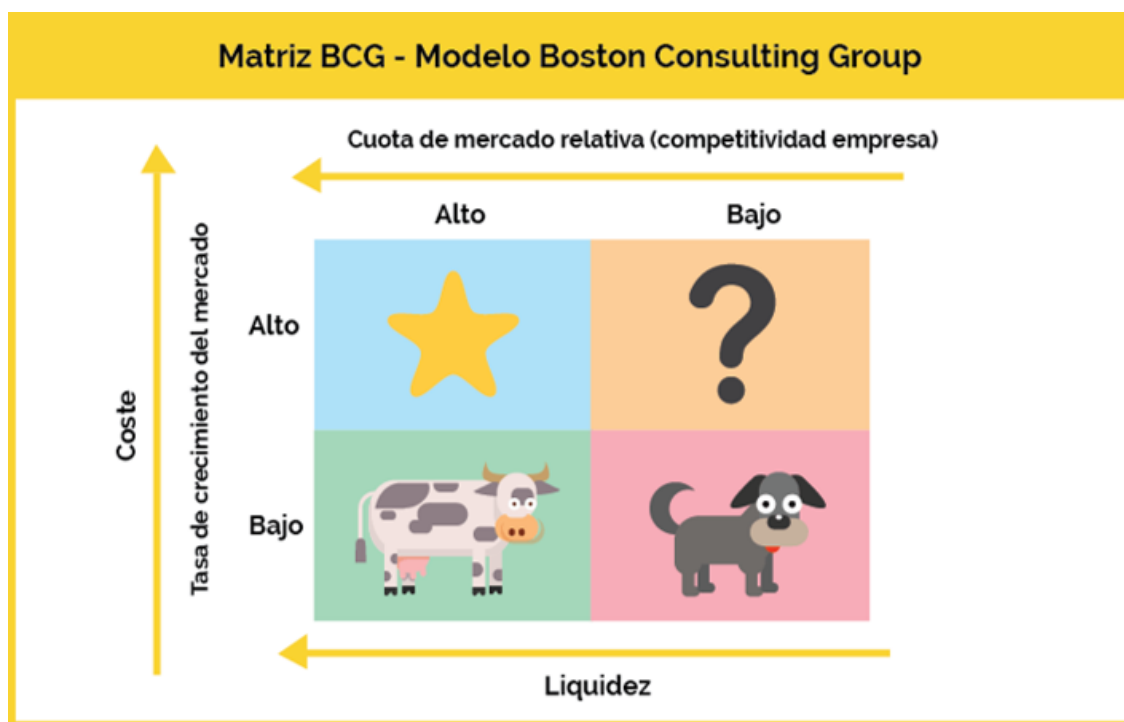 Matriz BCG - Modelo Boston Consulting Group
Cuota de mercado relativa (competitividad empresa)
Alto
Bajo
Coste
Tasa de crecimiento del mercado
Alto
?
Bajo
Liquidez